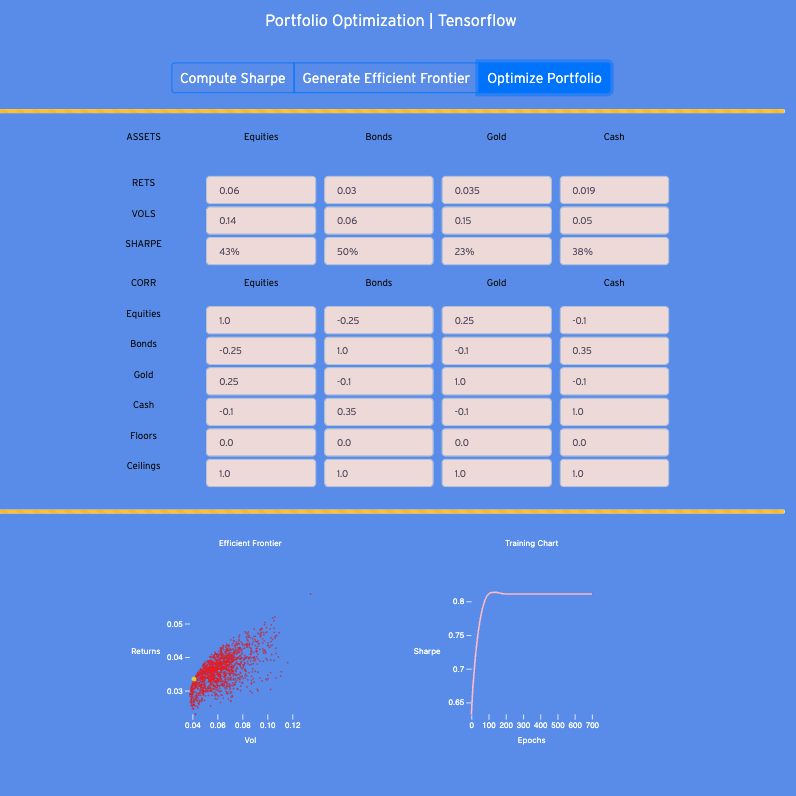 Portfolio Optimization | Tensorflow
Compute Sharpe Generate Efficient Frontier Optimize Portfolio
ASSETS Equities Bonds Gold Cash
RETS 0.06 0.03 0.035 0.019
VOLS 0.14 0.06 0.15 0.05
SHARPE 43% 50% 23% 38%
CORR Equities Bonds Gold Cash
Equities 1.0 -0.25 0.25 -0.1
Bonds -0.25 1.0 -0.1 0.35
Gold 0.25 -0.1 1.0 -0.1
Cash -0.1 0.35 -0.1 1.0
Floors 0.0 0.0 0.0 0.0
Ceilings 1.0 1.0 1.0 1.0
Efficient Frontier
0.05
Returns
0.04
0.03
0.04 0.06 0.08 0.10 0.12
Vol
Training Chart
0.8
0.75
Sharpe
0.7
0.65
0 100 200 300 400 500 600 700
Epochs